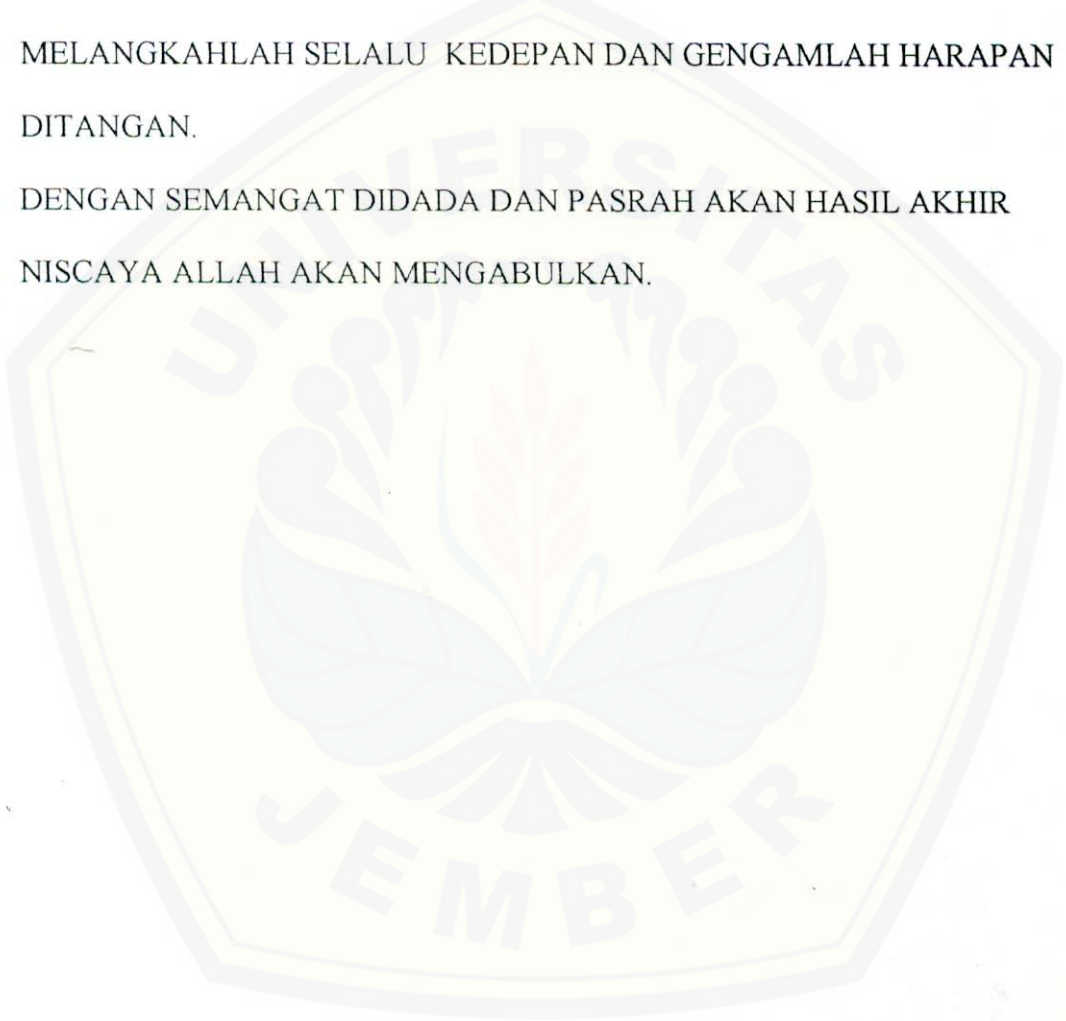 MELANGKAHLAH SELALU KEDEPAN DAN GENGAMLAH HARAPAN
DITANGAN.
DENGAN SEMANGAT DIDADA DAN PASRAH AKAN HASIL AKHIR
NISCAYA ALLAH AKAN MENGABULKAN.
UNIVERSITAS
JEMBER